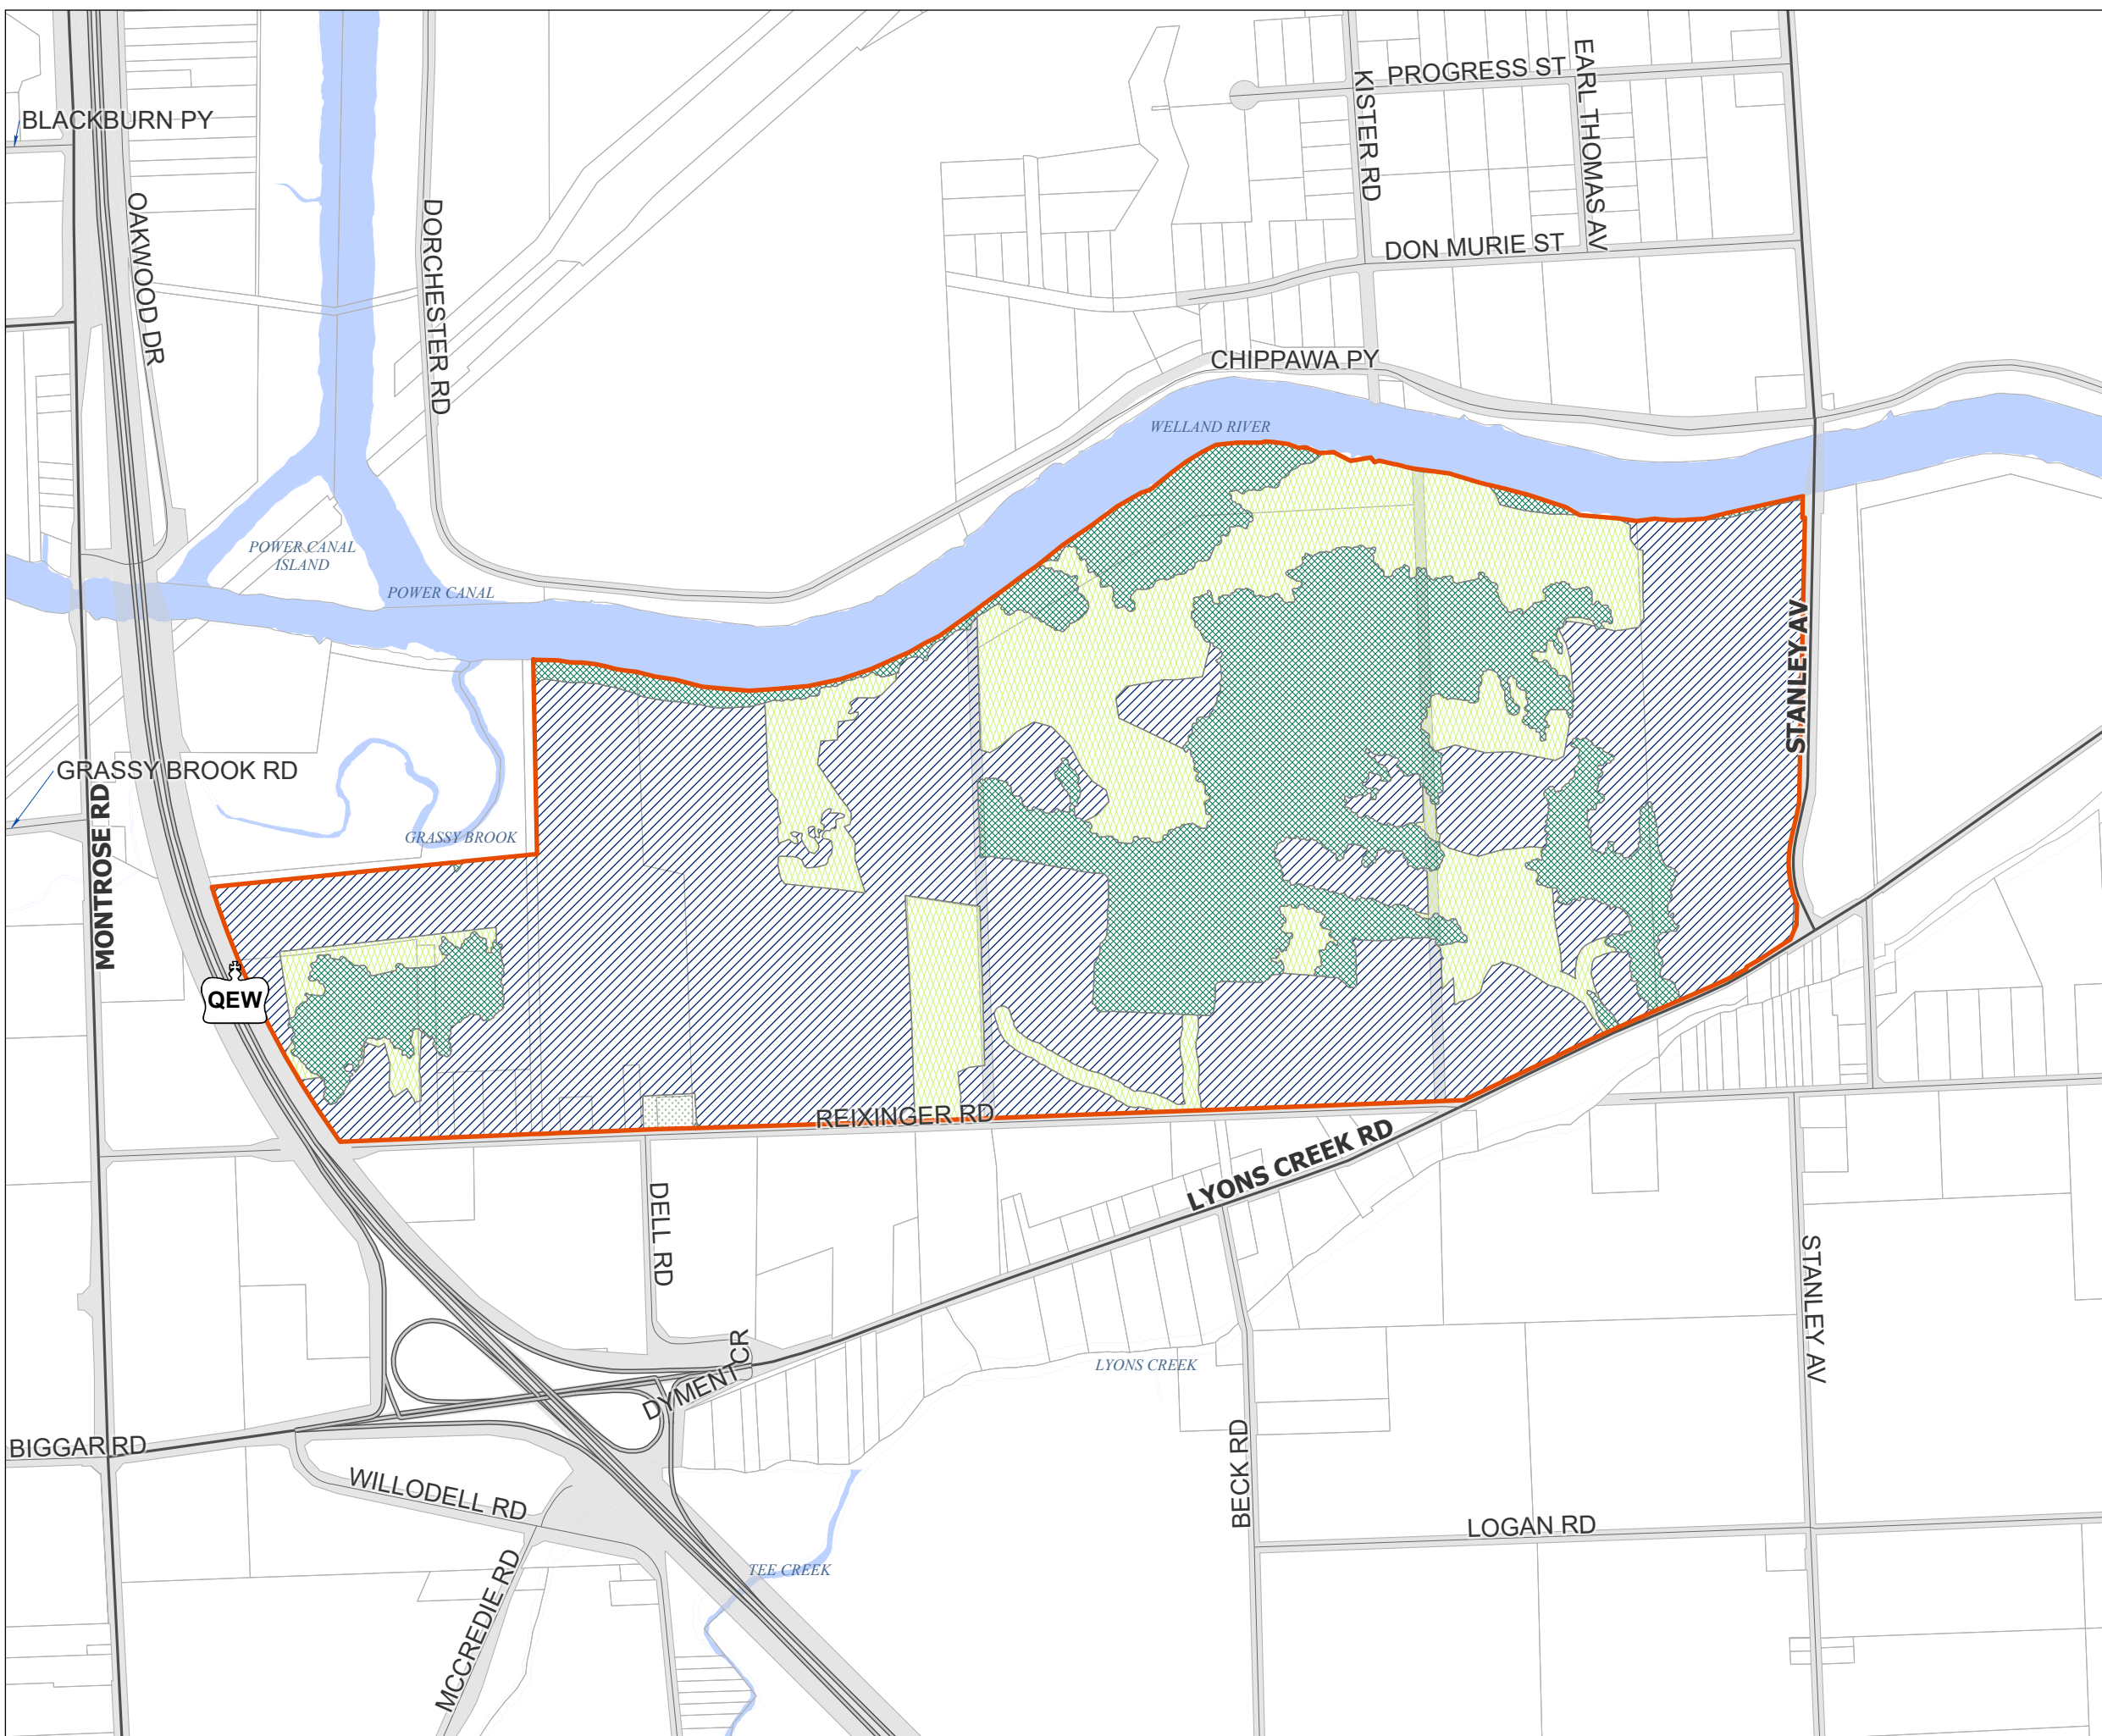 PROGRESS ST
EARL THOMAS AV
KISTER RD
BLACKBURN PY
OAKWOOD DR
DORCHESTER RD
DON MURIE ST
CHIPPAWA PY
WELLAND RIVER
POWER CANAL
ISLAND
POWER CANAL
STANLEY AV
GRASSY BROOK RD
MONTROSE RD
GRASSY BROOK
QEW
REIXINGER RD
LYONS CREEK RD
DELL RD
STANLEY AV
DYMENT CR
LYONS CREEK
BIGGAR RD
WILLODELL RD
BECK RD
LOGAN RD
TEE CREEK
MCCREDIE RD